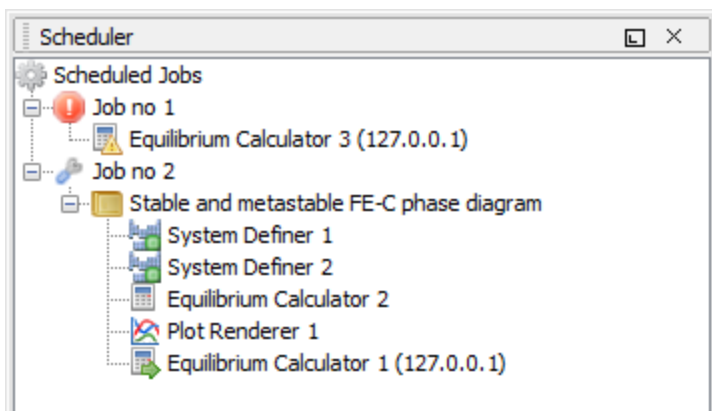 Scheduler
Scheduled Jobs
Job no 1
Equilibrium Calculator 3 (127.0.0.1)
Job no 2
Stable and metastable FE-C phase diagram
System Definer 1
System Definer 2
Equilibrium Calculator 2
Plot Renderer 1
Equilibrium Calculator 1 (127.0.0.1)